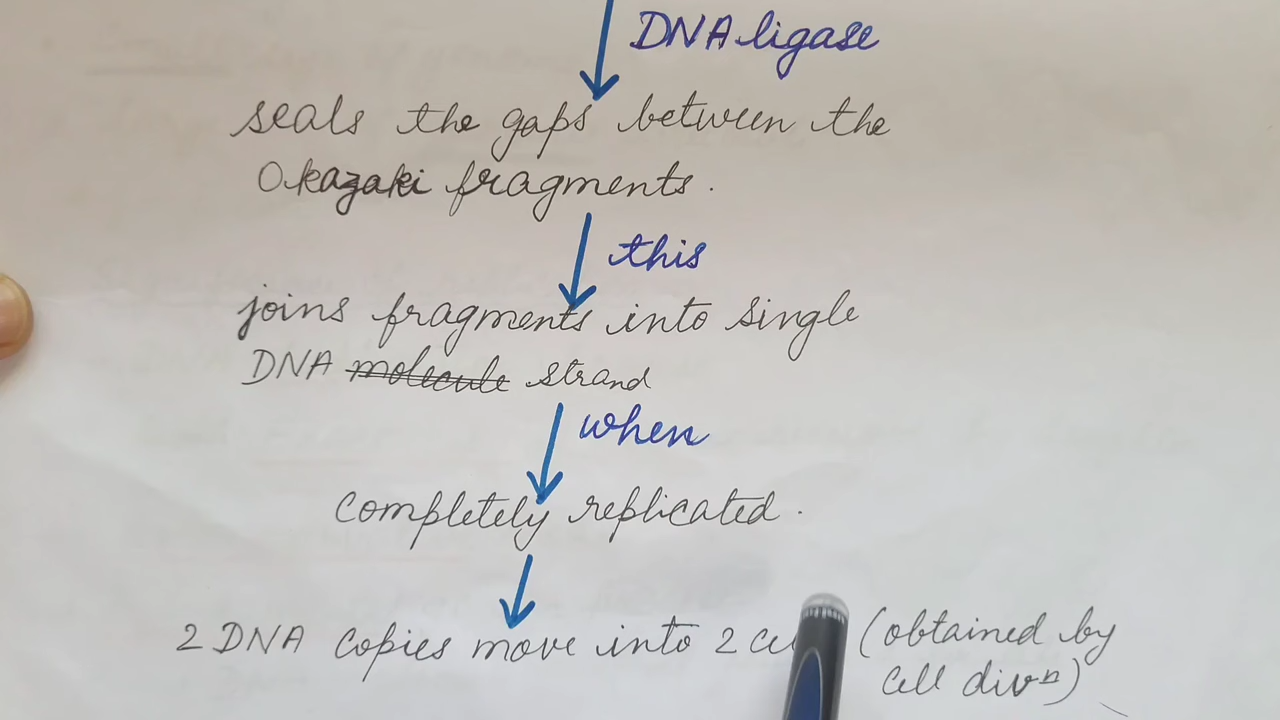 DNA ligase
seals the gaps between the
Okazaki fragments.
this
joins fragments into single
DNA molecule strand
when
completely replicated.
2 DNA copies move into 2 (obtained by
cell divn)